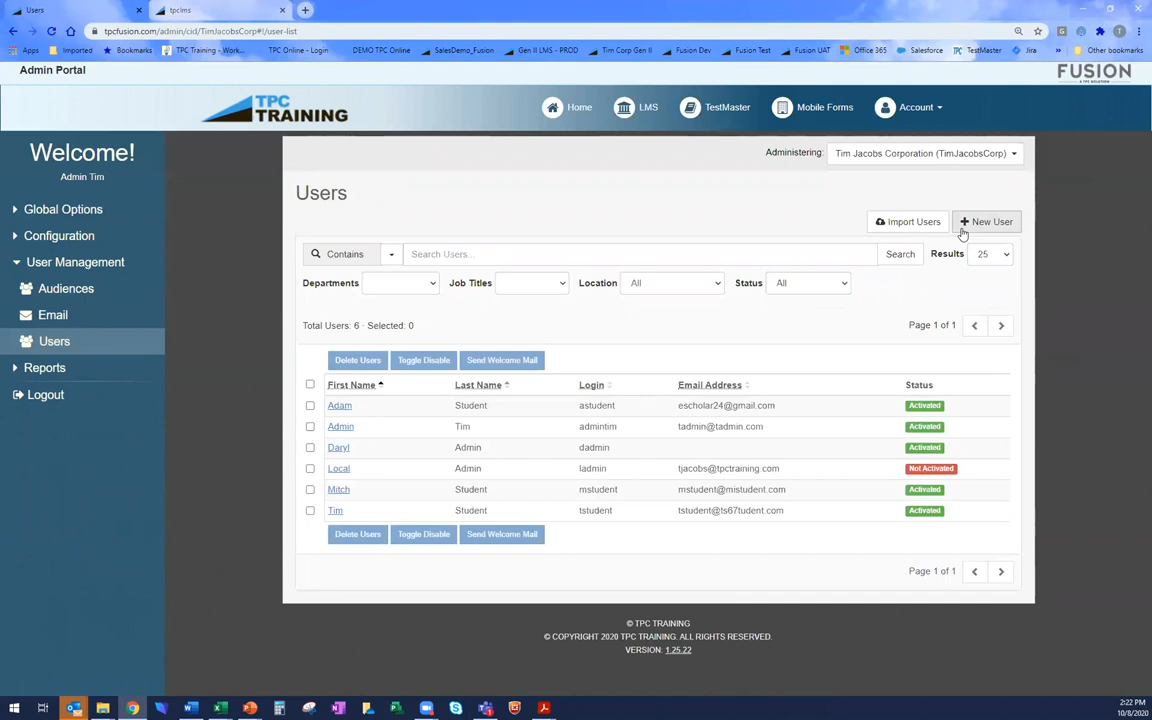 Users
tpclms
tpcfusion.com/admin/cid/TimJacobsCorp#!/user-list
Apps
Imported
Bookmarks
TPC Training - Work...
TPC Online - Login
DEMO TPC Online
SalesDemo_Fusion
Gen II LMS - PROD
Tim Corp Gen II
Fusion Dev
Fusion Test
Fusion UAT
Office 365
Salesforce
TestMaster
Jira
Other bookmarks
Admin Portal
FUSION
A TPC SOLUTION
TPC
TRAINING
Home
LMS
TestMaster
Mobile Forms
Account
Welcome!
Admin Tim
Global Options
Configuration
User Management
Audiences
Email
Users
Reports
Logout
Administering: Tim Jacobs Corporation (TimJacobsCorp)
Users
Import Users
New User
Contains
Search Users...
Search
Results 25
Departments
Job Titles
Location All
Status All
Total Users: 6 - Selected: 0
Page 1 of 1
Delete Users Toggle Disable Send Welcome Mail
First Name Last Name Login Email Address Status
Adam Student astudent escholar24@gmail.com Activated
Admin Tim admintim tadmin@tadmin.com Activated
Daryl Admin dadmin Activated
Local Admin ladmin tjacobs@tpctraining.com Not Activated
Mitch Student mstudent mstudent@mistudent.com Activated
Tim Student tstudent tstudent@ts67tudent.com Activated
Delete Users Toggle Disable Send Welcome Mail
Page 1 of 1
© TPC TRAINING
© COPYRIGHT 2020 TPC TRAINING. ALL RIGHTS RESERVED.
VERSION: 1.25.22
2:22 PM
10/8/2020